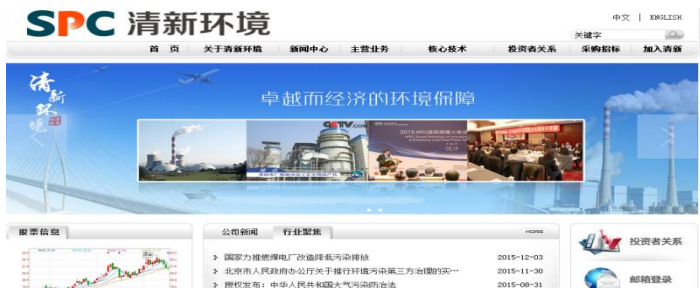 SPC 清新环境
中文 | ENGLISH
关键字
首 页 关于清新环境 新闻中心 主营业务 核心技术 投资者关系 采购招标 加入清新
清新环境
卓越而经济的环境保障
股票信息
公司新闻 行业聚焦
国家力推燃煤电厂改造降低污染排放 2015-12-03
北京市人民政府办公厅关于推行环境污染第三方治理的实… 2015-11-30
授权发布：中华人民共和国大气污染防治法 2015-08-31
投资者关系
邮箱登录